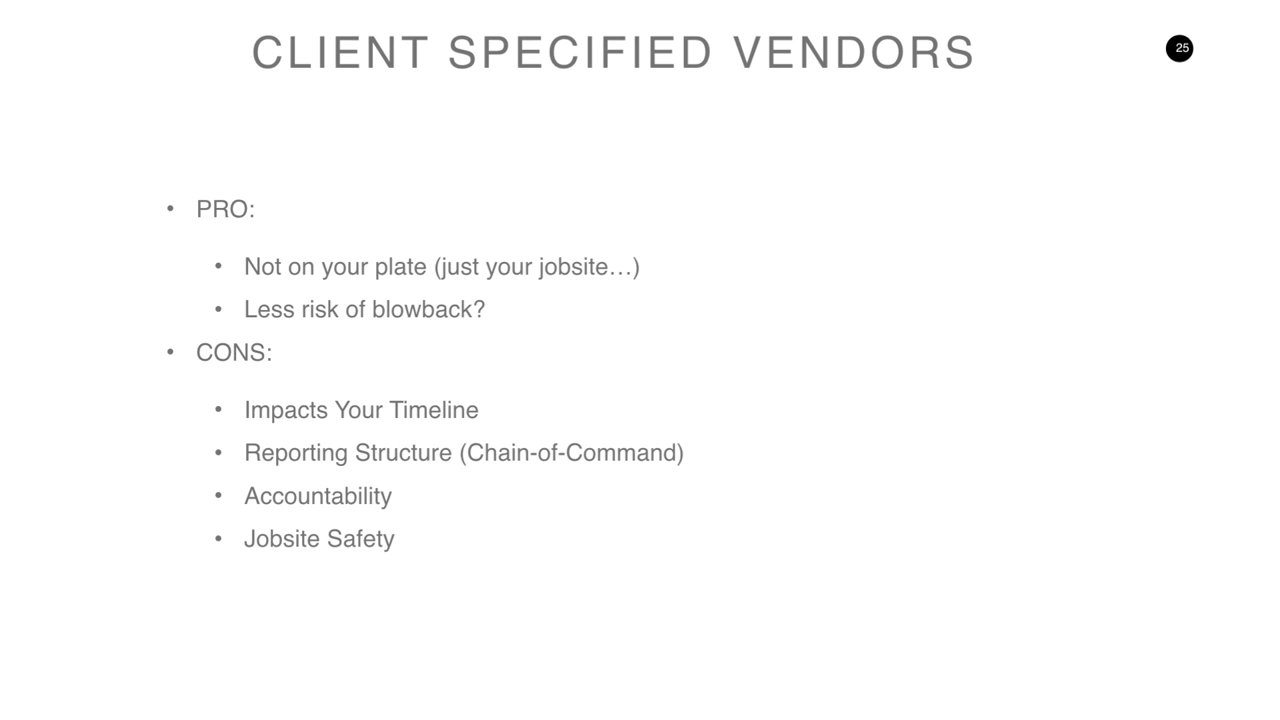 CLIENT SPECIFIED VENDORS
25
• PRO:
• Not on your plate (just your jobsite…)
• Less risk of blowback?
• CONS:
• Impacts Your Timeline
• Reporting Structure (Chain-of-Command)
• Accountability
• Jobsite Safety